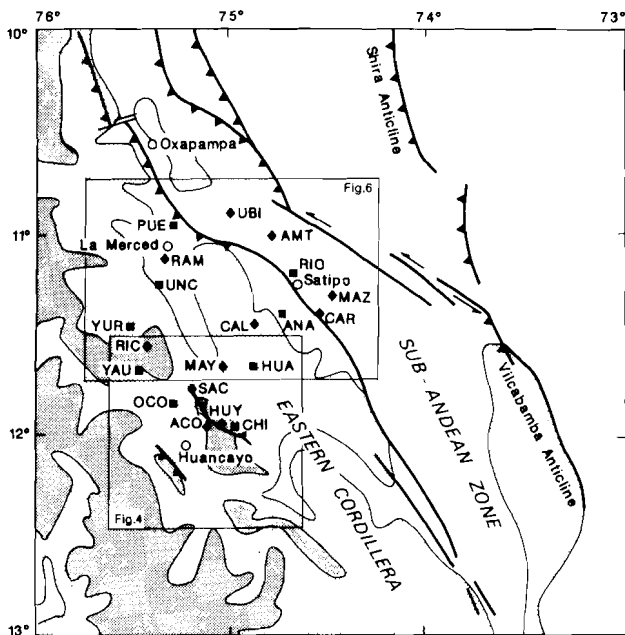 76° 75° 74° 73°
10°
Shira Anticline
Oxapampa
Fig.6
UBI
PUE
11°
AMT
La Merced
RAM
RIO
Satipo
UNC
MAZ
CAR
ANA
CAL
YUR
RIC
YAU
MAY
HUA
SAC
OCO
HUY
ACO
CHI
12°
Huancayo
Fig.4
EASTERN CORDILLERA
SUB-ANDEAN ZONE
Vilcabamba Anticline
13°